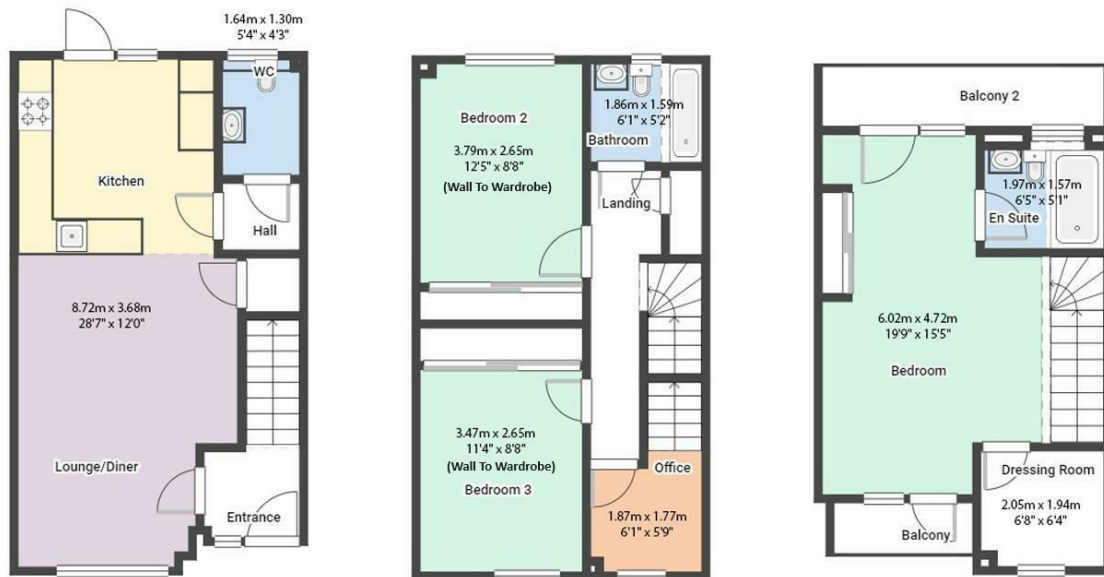 1.64m x 1.30m
5'4" x 4'3"
WC
Kitchen
Hall
8.72m x 3.68m
28'7" x 12'0"
Lounge/Diner
Entrance
Bedroom 2
3.79m x 2.65m
12'5" x 8'8"
(Wall To Wardrobe)
1.86m x 1.59m
6'1" x 5'2"
Bathroom
Landing
3.47m x 2.65m
11'4" x 8'8"
(Wall To Wardrobe)
Bedroom 3
Office
1.87m x 1.77m
6'1" x 5'9"
Balcony 2
1.97m x 1.57m
6'5" x 5'1"
En Suite
6.02m x 4.72m
19'9" x 15'5"
Bedroom
Dressing Room
2.05m x 1.94m
6'8" x 6'4"
Balcony